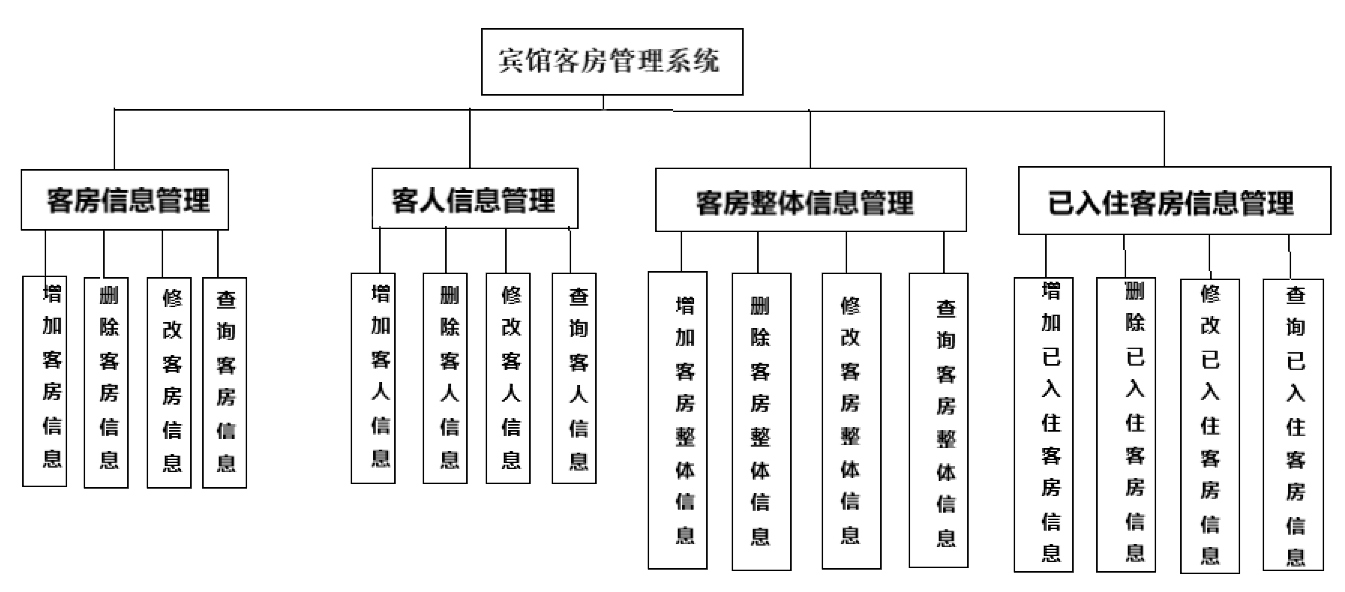 宾馆客房管理系统
客房信息管理
客人信息管理
客房整体信息管理
已入住客房信息管理
增加客房信息
删除客房信息
修改客房信息
查询客房信息
增加客人信息
删除客人信息
修改客人信息
查询客人信息
增加客房整体信息
删除客房整体信息
修改客房整体信息
查询客房整体信息
增加已入住客房信息
删除已入住客房信息
修改已入住客房信息
查询已入住客房信息